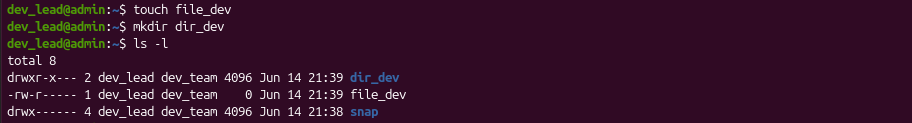 dev_lead@admin:~$ touch file_dev
dev_lead@admin:~$ mkdir dir_dev
dev_lead@admin:~$ ls -l
total 8
drwxr-x--- 2 dev_lead dev_team 4096 Jun 14 21:39 dir_dev
-rw-r----- 1 dev_lead dev_team    0 Jun 14 21:39 file_dev
drwx------ 4 dev_lead dev_team 4096 Jun 14 21:38 snap